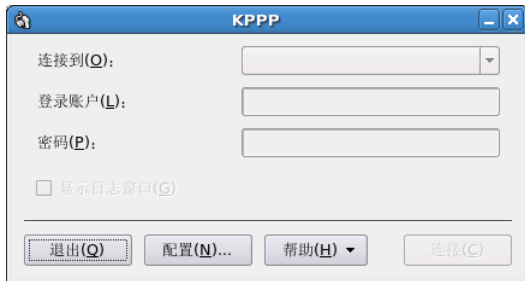 KPPP
连接到(O):
登录账户(L):
密码(P):
显示日志窗口(G)
退出(Q) 配置(N)... 帮助(H) 连接(C)